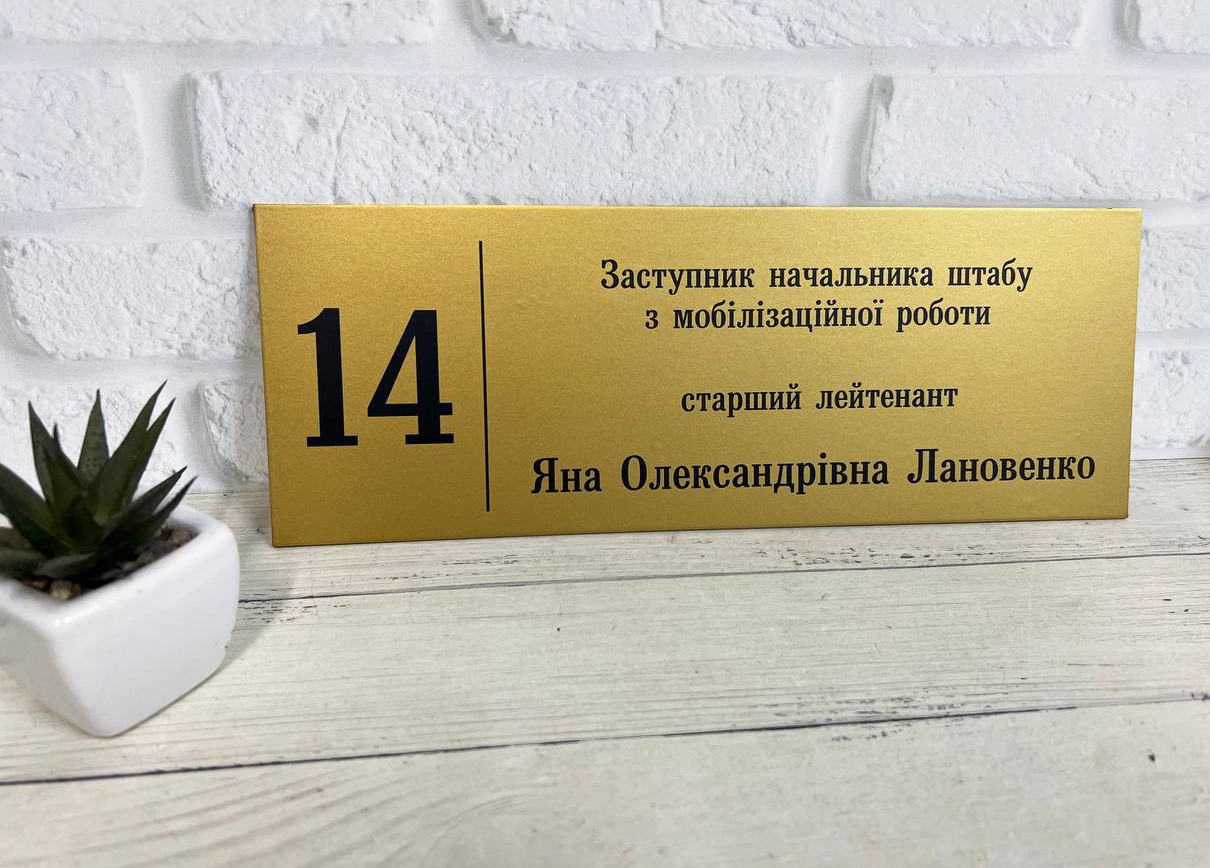 14
Заступник начальника штабу
з мобілізаційної роботи
старший лейтенант
Яна Олександрівна Лановенко